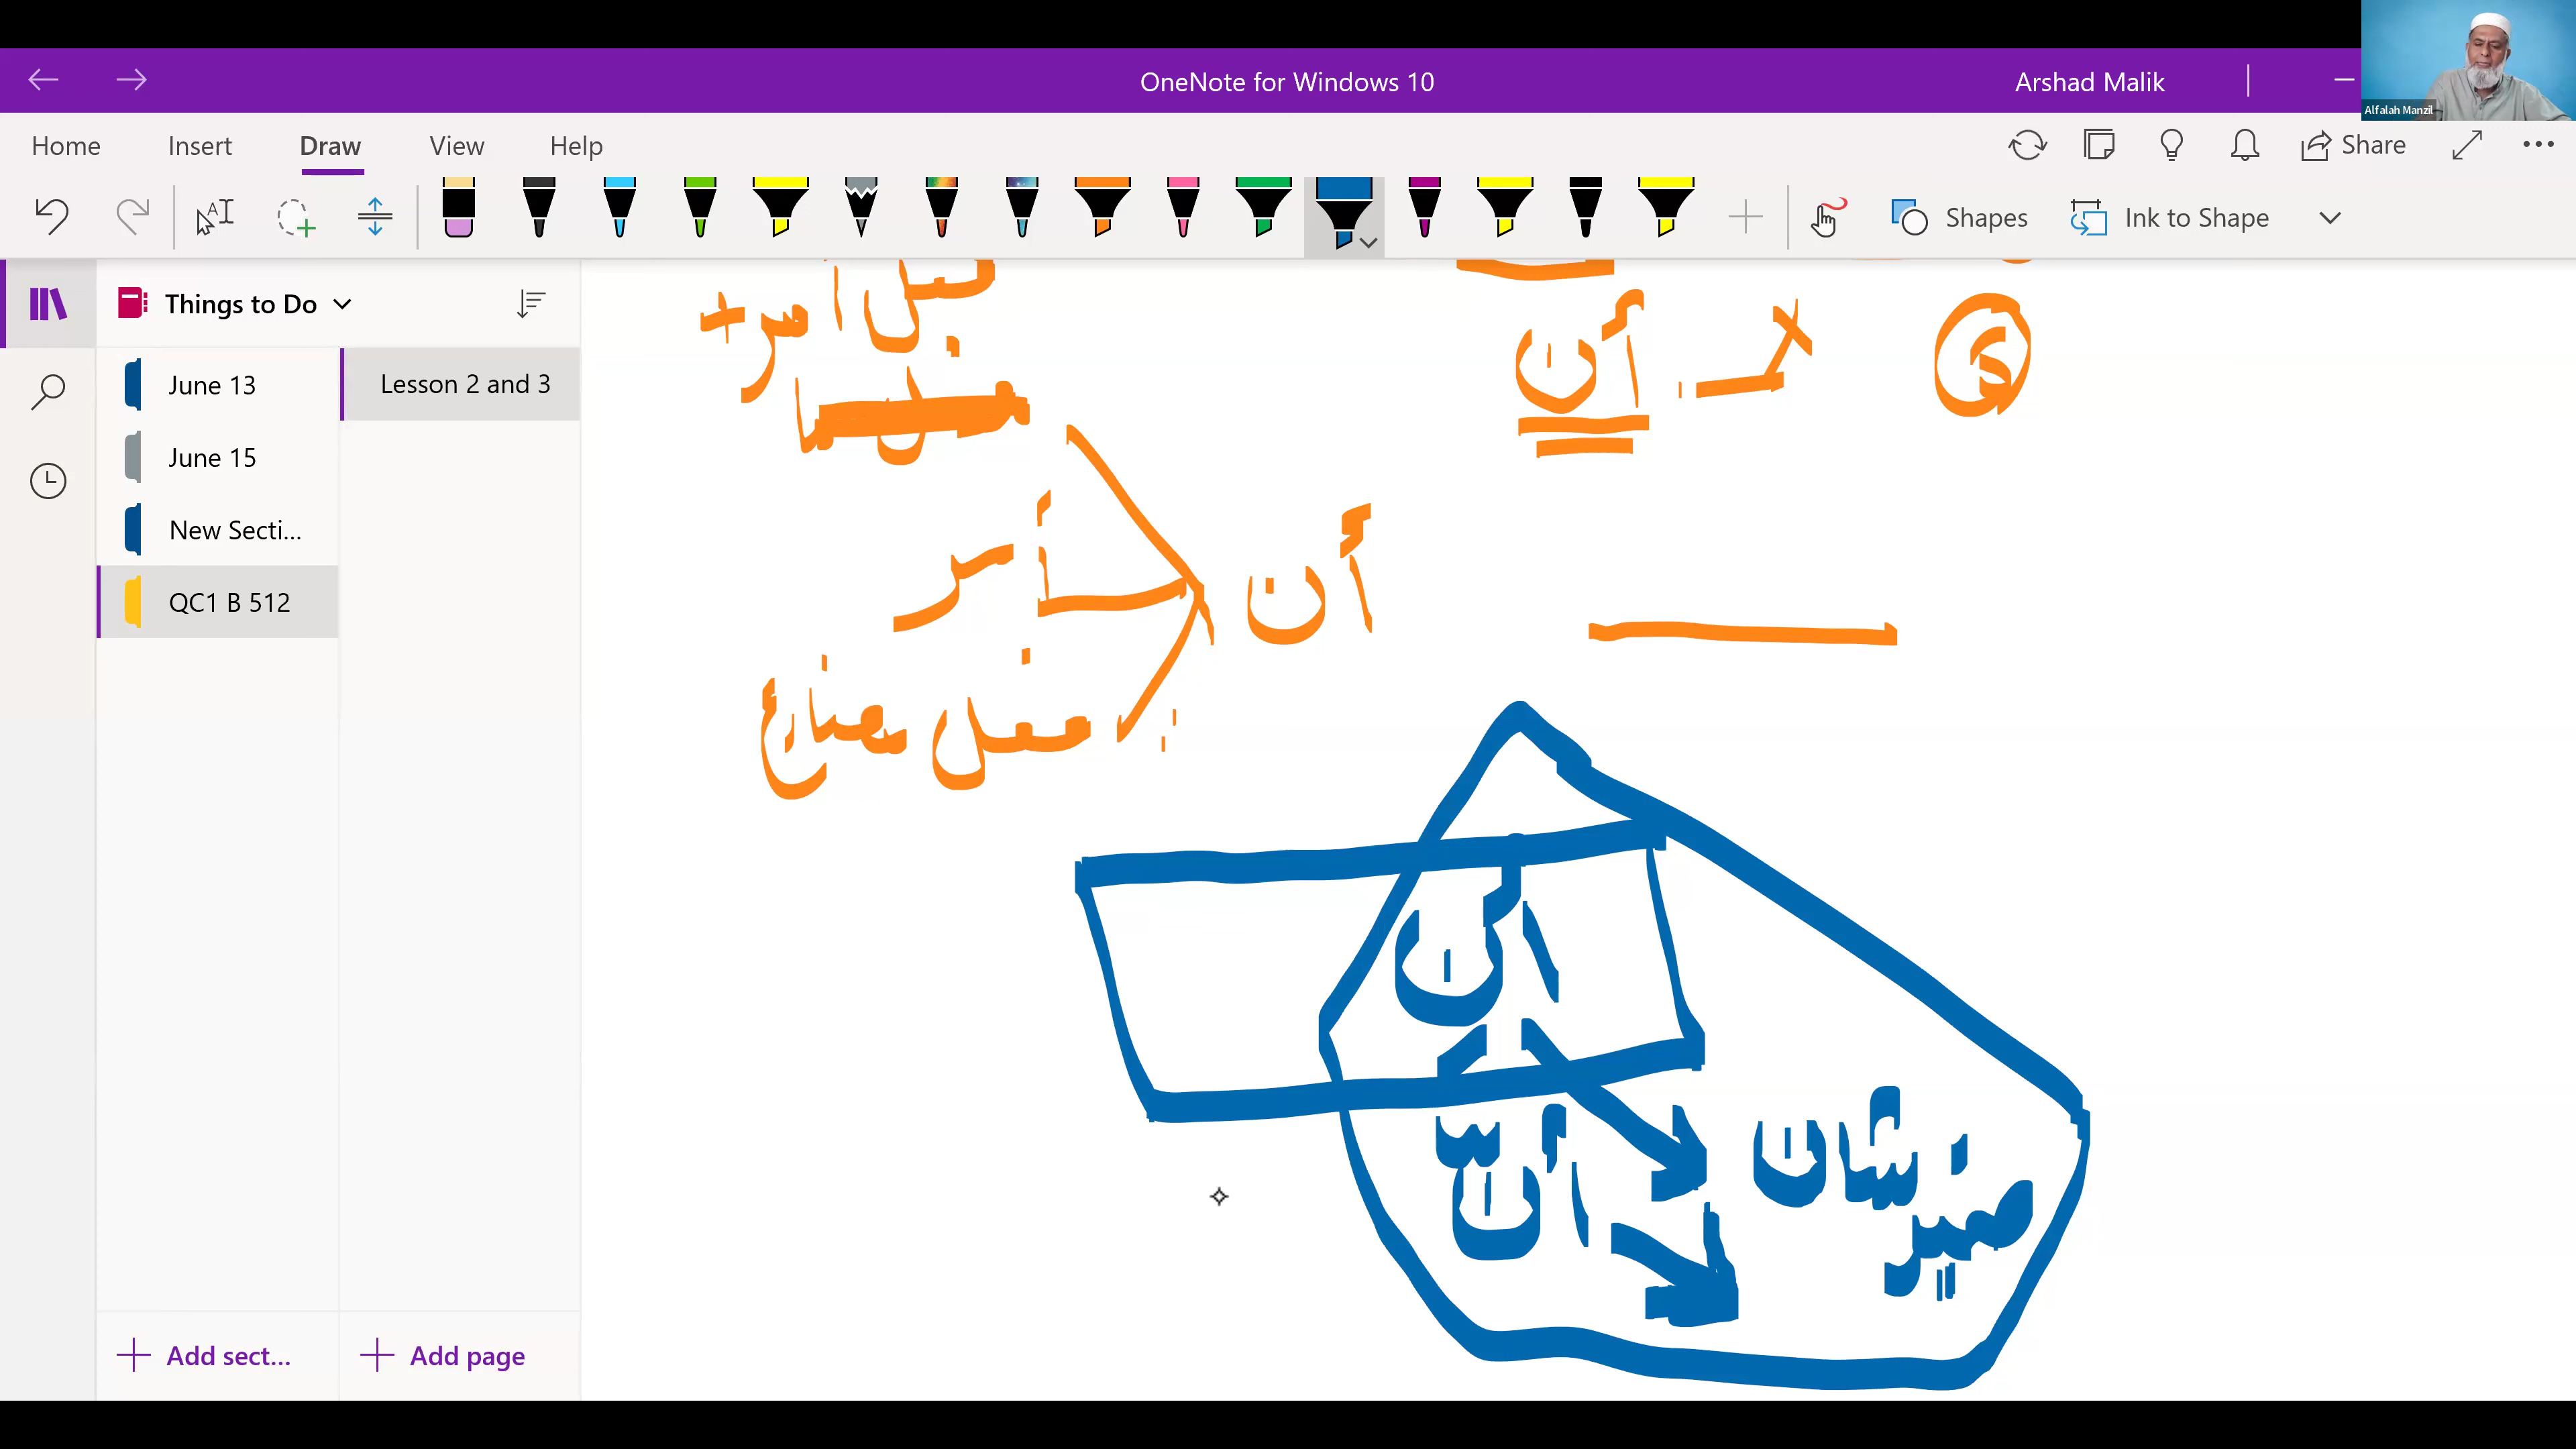 OneNote for Windows 10
Arshad Malik
Alfalah Manzil
Home Insert Draw View Help
Share
Shapes
Ink to Shape
Things to Do
June 13
June 15
New Secti...
QC1 B 512
Lesson 2 and 3
أن
أن
أمر
فعل مضارع
أن
أنّ
ضمير شأن
Add sect...
Add page